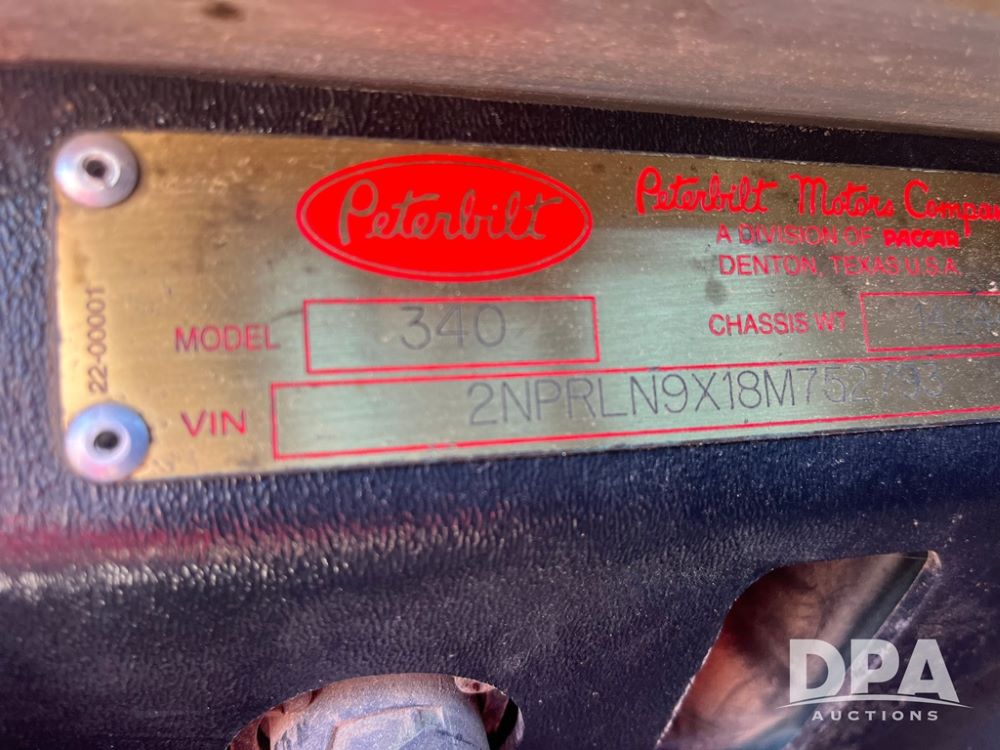 Peterbilt
Peterbilt Motors Compan
A DIVISION OF PACCAR
DENTON, TEXAS U.S.A.
22-00001
MODEL 340
CHASSIS WT
VIN 2NPRLN9X18M752793
DPA
AUCTIONS